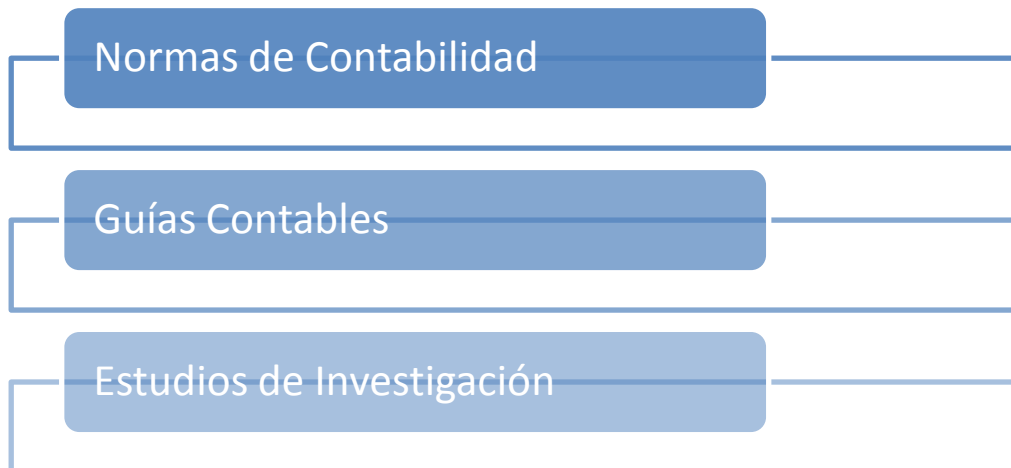 Normas de Contabilidad
Guías Contables
Estudios de Investigación